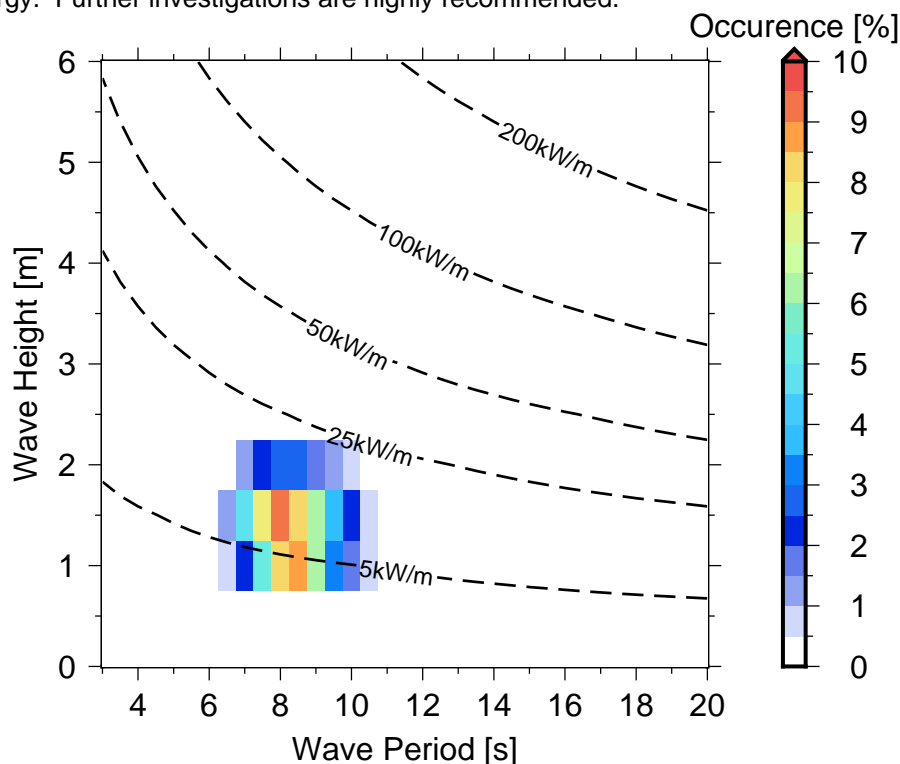 rgy. Further investigations are highly recommended.
Occurence [%]
6
5
4
3
2
1
0
Wave Height [m]
200kW/m
100kW/m
50kW/m
25kW/m
5kW/m
4 6 8 10 12 14 16 18 20
Wave Period [s]
10
9
8
7
6
5
4
3
2
1
0